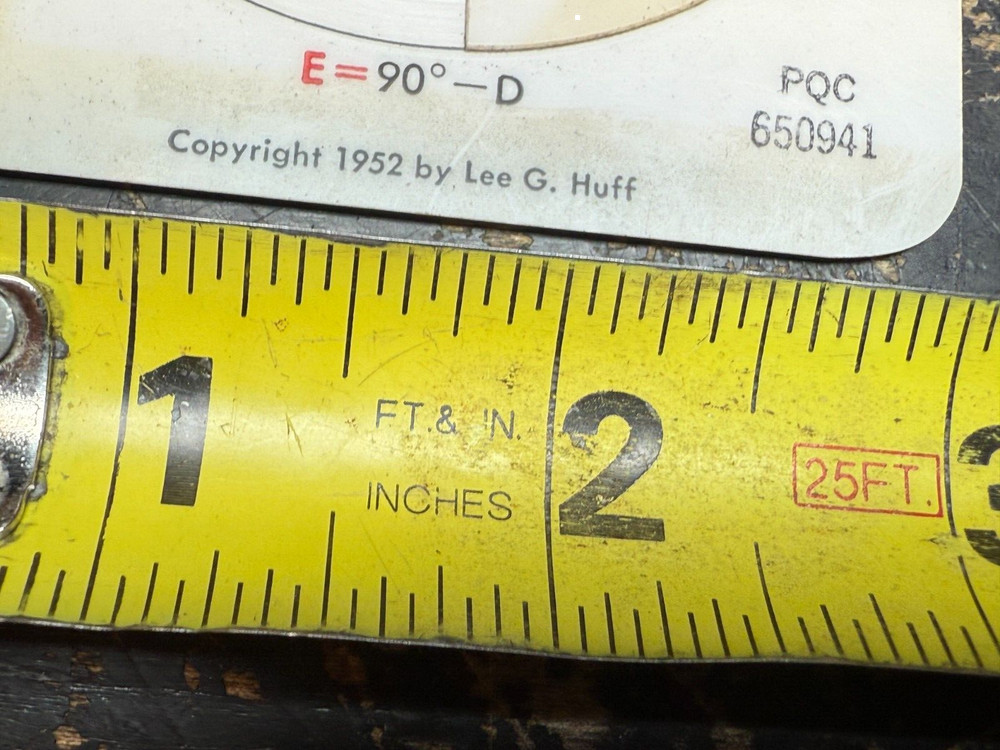 E=90°—D
PQC
650941
Copyright 1952 by Lee G. Huff
1
FT.& IN.
INCHES
2
25FT.
3